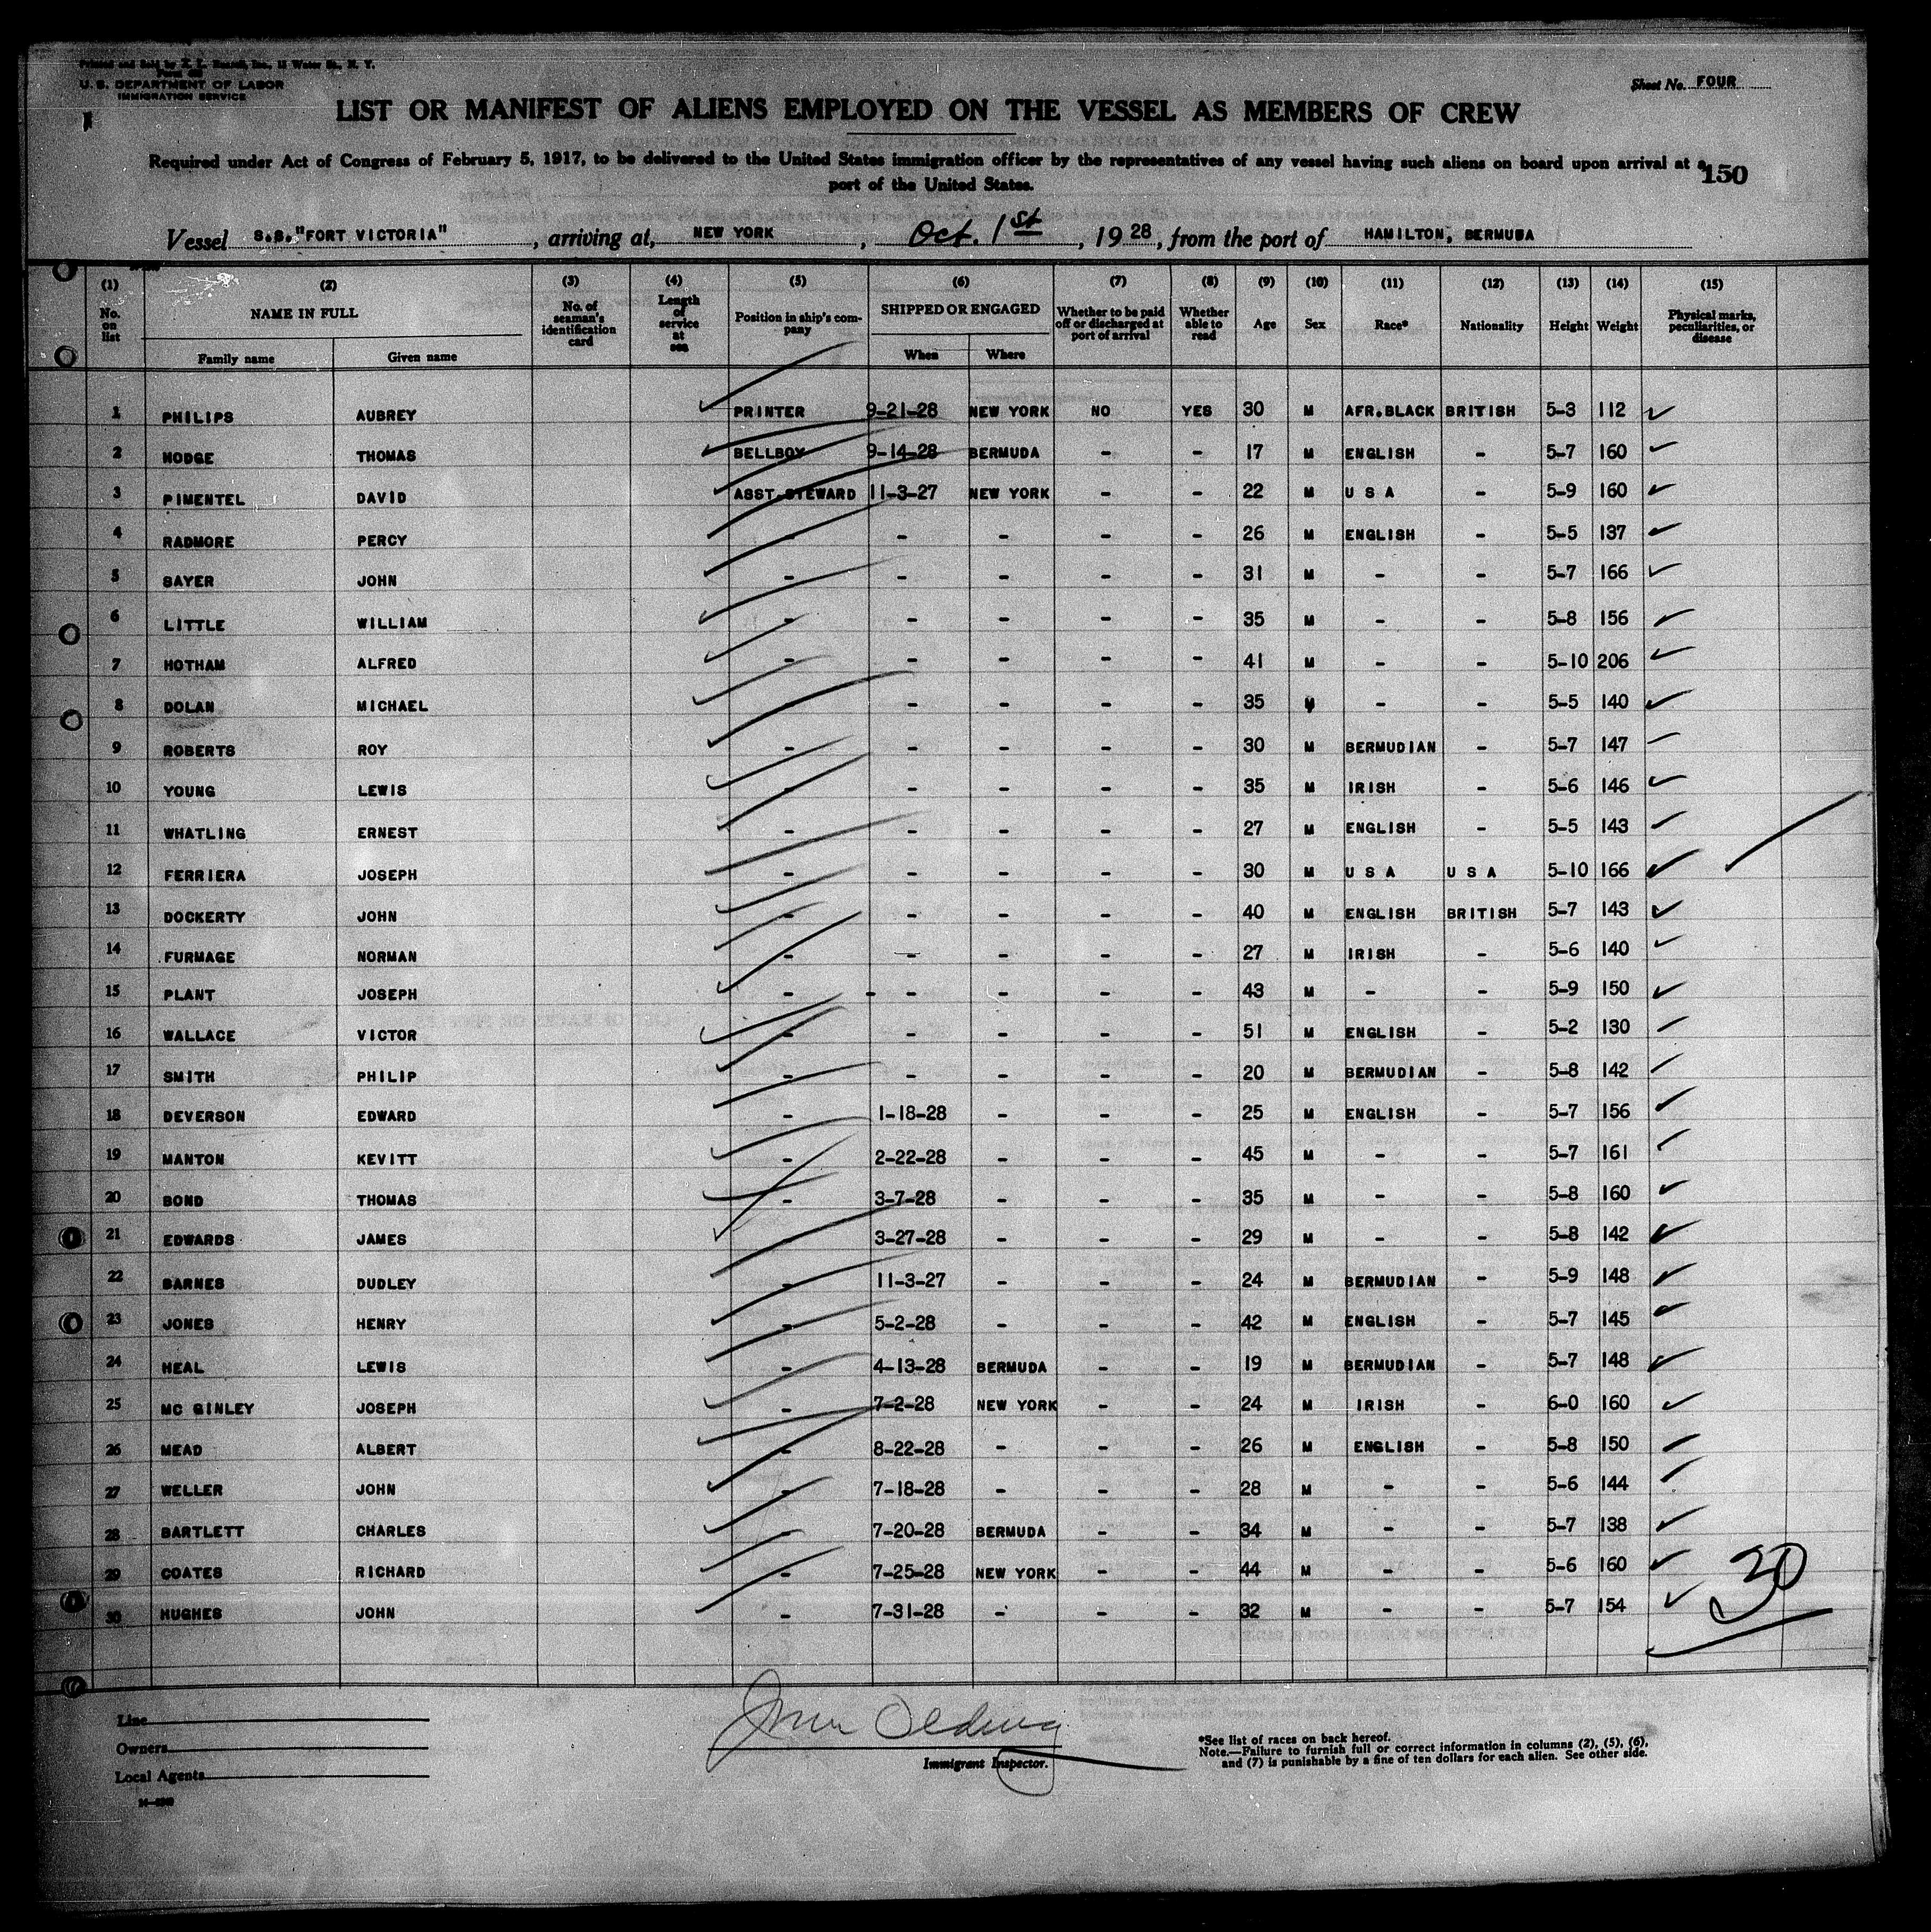 U. S. DEPARTMENT OF LABOR
IMMIGRATION SERVICE
Sheet No. FOUR
LIST OR MANIFEST OF ALIENS EMPLOYED ON THE VESSEL AS MEMBERS OF CREW
Required under Act of Congress of February 5, 1917, to be delivered to the United States immigration officer by the representatives of any vessel having such aliens on board upon arrival at a
port of the United States.
150
Vessel S.S."FORT VICTORIA", arriving at, NEW YORK, Oct. 1st, 1928, from the port of HAMILTON, BERMUDA
(1) No. on list (2) NAME IN FULL Family name Given name (3) No. of seaman's identification card (4) Length of service at sea (5) Position in ship's company (6) SHIPPED OR ENGAGED When Where (7) Whether to be paid off or discharged at port of arrival (8) Whether able to read (9) Age (10) Sex (11) Race* (12) Nationality (13) Height (14) Weight (15) Physical marks, peculiarities, or disease
1 PHILIPS AUBREY PRINTER 9-21-28 NEW YORK NO YES 30 M AFR.BLACK BRITISH 5-3 112
2 HODGE THOMAS BELLBOY 9-14-28 BERMUDA - - 17 M ENGLISH - 5-7 160
3 PIMENTEL DAVID ASST STEWARD 11-3-27 NEW YORK - - 22 M U S A - 5-9 160
4 RADMORE PERCY - - - - - 26 M ENGLISH - 5-5 137
5 SAYER JOHN - - - - - 31 M - - 5-7 166
6 LITTLE WILLIAM - - - - - 35 M - - 5-8 156
7 HOTHAM ALFRED - - - - - 41 M - - 5-10 206
8 DOLAN MICHAEL - - - - 35 M - - 5-5 140
9 ROBERTS ROY - - - - - 30 M BERMUDIAN - 5-7 147
10 YOUNG LEWIS - - - - - 35 M IRISH - 5-6 146
11 WHATLING ERNEST - - - - - 27 M ENGLISH - 5-5 143
12 FERRIERA JOSEPH - - - - - 30 M U S A U S A 5-10 166
13 DOCKERTY JOHN - - - - - 40 M ENGLISH BRITISH 5-7 143
14 FURMAGE NORMAN - - - - - 27 M IRISH - 5-6 140
15 PLANT JOSEPH - - - - - 43 M - - 5-9 150
16 WALLACE VICTOR - - - - - 51 M ENGLISH - 5-2 130
17 SMITH PHILIP - - - - - 20 M BERMUDIAN - 5-8 142
18 DEVERSON EDWARD - 1-18-28 - - - 25 M ENGLISH - 5-7 156
19 MANTON KEVITT - 2-22-28 - - - 45 M - - 5-7 161
20 BOND THOMAS - 3-7-28 - - - 35 M - - 5-8 160
21 EDWARDS JAMES 3-27-28 - - - 29 M - - 5-8 142
22 BARNES DUDLEY - 11-3-27 - - - 24 M BERMUDIAN - 5-9 148
23 JONES HENRY - 5-2-28 - - - 42 M ENGLISH - 5-7 145
24 HEAL LEWIS - 4-13-28 BERMUDA - - 19 M BERMUDIAN - 5-7 148
25 MC GINLEY JOSEPH - 7-2-28 NEW YORK - - 24 M IRISH - 6-0 160
26 MEAD ALBERT - 8-22-28 - - - 26 M ENGLISH - 5-8 150
27 WELLER JOHN 7-18-28 - - - 28 M - - 5-6 144
28 BARTLETT CHARLES - 7-20-28 BERMUDA - - 34 M - - 5-7 138
29 COATES RICHARD - 7-25-28 NEW YORK - - 44 M - - 5-6 160
30 HUGHES JOHN - 7-31-28 - - - 32 M - - 5-7 154
30
Line
Owners
Local Agents
Immigrant Inspector.
*See list of races on back hereof.
Note.—Failure to furnish full or correct information in columns (2), (5), (6),
and (7) is punishable by a fine of ten dollars for each alien. See other side.